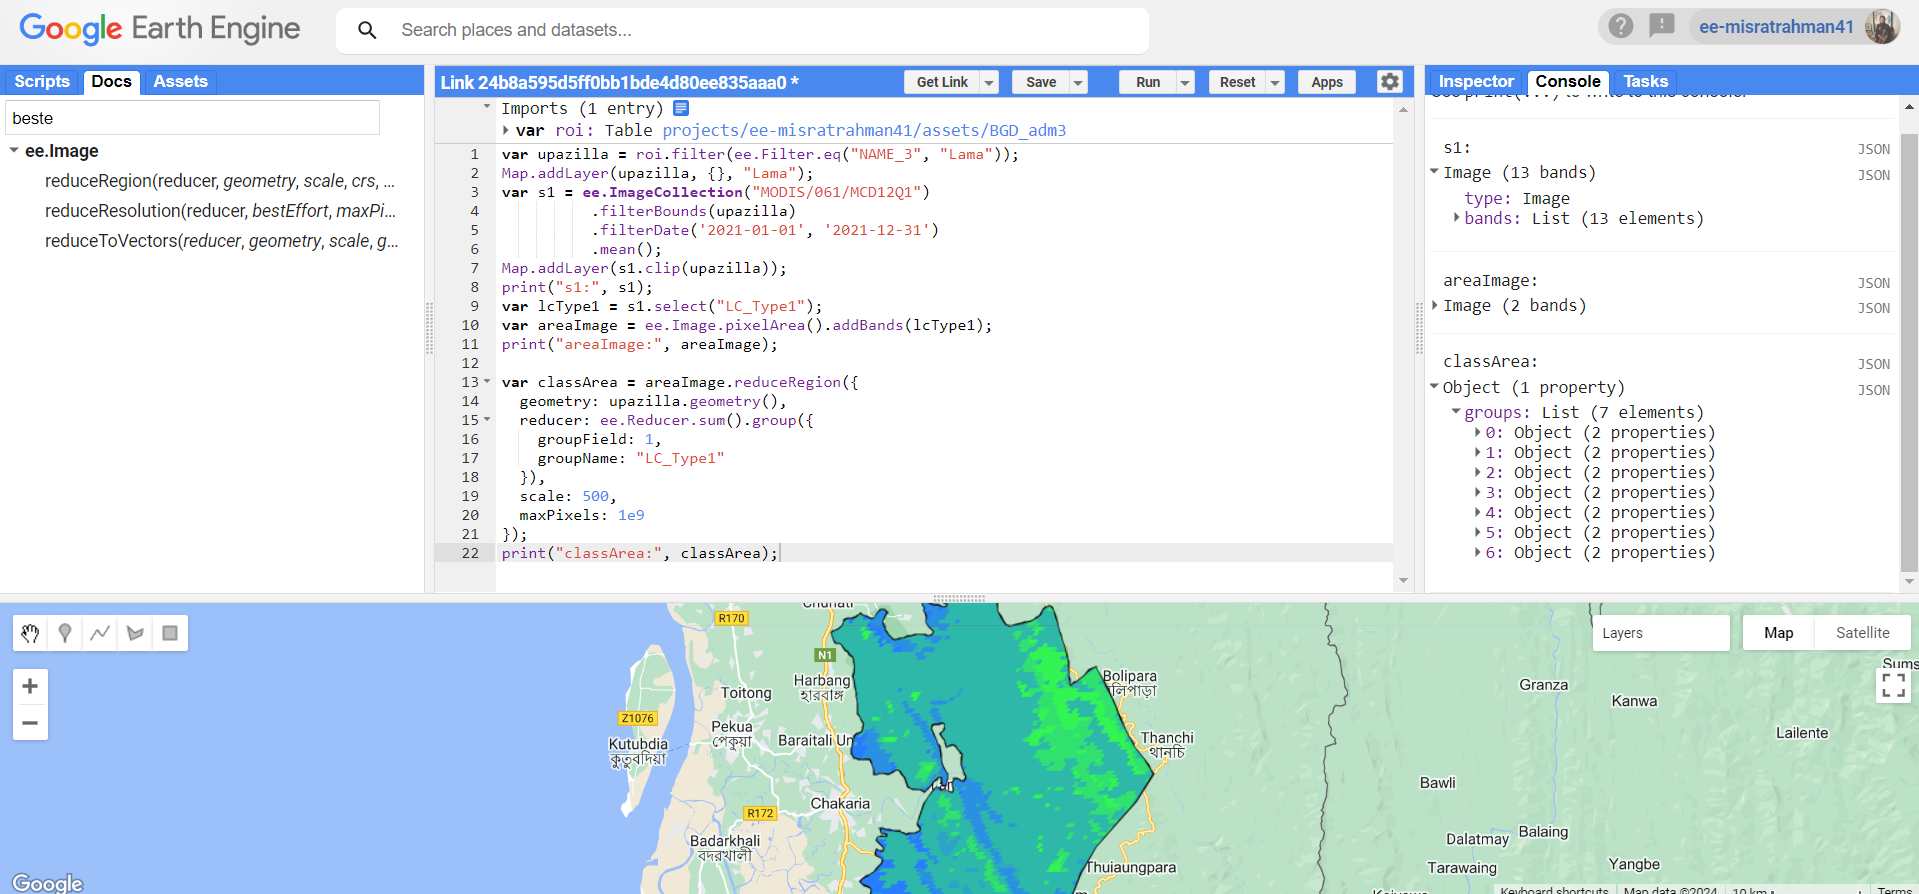 Google Earth Engine
Search places and datasets...
ee-misratrahman41
Scripts
Docs
Assets
beste
ee.Image
reduceRegion(reducer, geometry, scale, crs, ...
reduceResolution(reducer, bestEffort, maxPi...
reduceToVectors(reducer, geometry, scale, g...
Link 24b8a595d5ff0bb1bde4d80ee835aaa0 *
Get Link
Save
Run
Reset
Apps
Imports (1 entry)
var roi: Table projects/ee-misratrahman41/assets/BGD_adm3
1 var upazilla = roi.filter(ee.Filter.eq("NAME_3", "Lama"));
2 Map.addLayer(upazilla, {}, "Lama");
3 var s1 = ee.ImageCollection("MODIS/061/MCD12Q1")
4 .filterBounds(upazilla)
5 .filterDate('2021-01-01', '2021-12-31')
6 .mean();
7 Map.addLayer(s1.clip(upazilla));
8 print("s1:", s1);
9 var lcType1 = s1.select("LC_Type1");
10 var areaImage = ee.Image.pixelArea().addBands(lcType1);
11 print("areaImage:", areaImage);
12
13 var classArea = areaImage.reduceRegion({
14 geometry: upazilla.geometry(),
15 reducer: ee.Reducer.sum().group({
16 groupField: 1,
17 groupName: "LC_Type1"
18 }),
19 scale: 500,
20 maxPixels: 1e9
21 });
22 print("classArea:", classArea);
Inspector
Console
Tasks
s1: JSON
Image (13 bands) JSON
type: Image
bands: List (13 elements)
areaImage: JSON
Image (2 bands) JSON
classArea: JSON
Object (1 property) JSON
groups: List (7 elements)
0: Object (2 properties)
1: Object (2 properties)
2: Object (2 properties)
3: Object (2 properties)
4: Object (2 properties)
5: Object (2 properties)
6: Object (2 properties)
Layers
Map
Satellite
R170
N1
Harbang
হারবাঙ্গ
Toitong
Z1076
Pekua
পেকুয়া
Baraitali Un
Kutubdia
কুতুবদিয়া
Chakaria
R172
Badarkhali
বদরখালী
Bolipara
লিপাড়া
Thanchi
থানচি
Thuiaungpara
Granza
Kanwa
Lailente
Bawli
Dalatmay
Balaing
Tarawaing
Yangbe
Sums
Google
Keyboard shortcuts
Map data ©2024
10 km
Terms